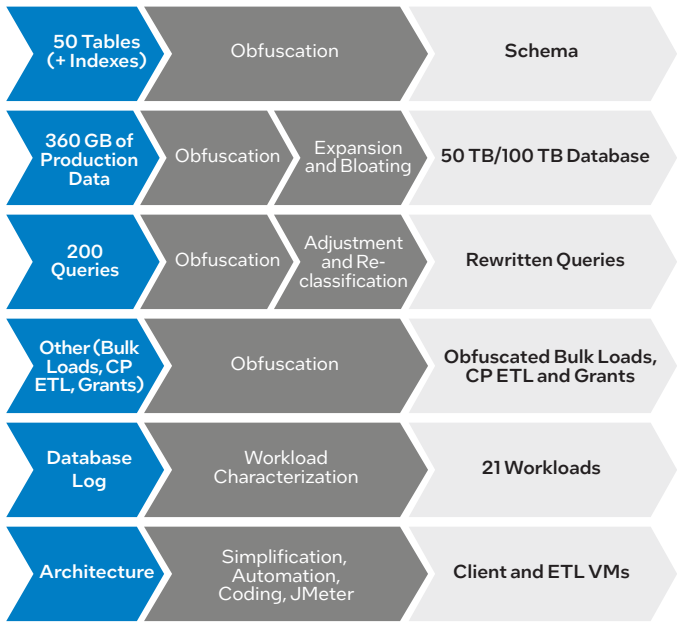 50 Tables
(+ Indexes)
Obfuscation
Schema
360 GB of
Production
Data
Obfuscation
Expansion
and Bloating
50 TB/100 TB Database
200
Queries
Obfuscation
Adjustment
and Re-
classification
Rewritten Queries
Other (Bulk
Loads, CP
ETL, Grants)
Obfuscation
Obfuscated Bulk Loads,
CP ETL and Grants
Database
Log
Workload
Characterization
21 Workloads
Architecture
Simplification,
Automation,
Coding, JMeter
Client and ETL VMs